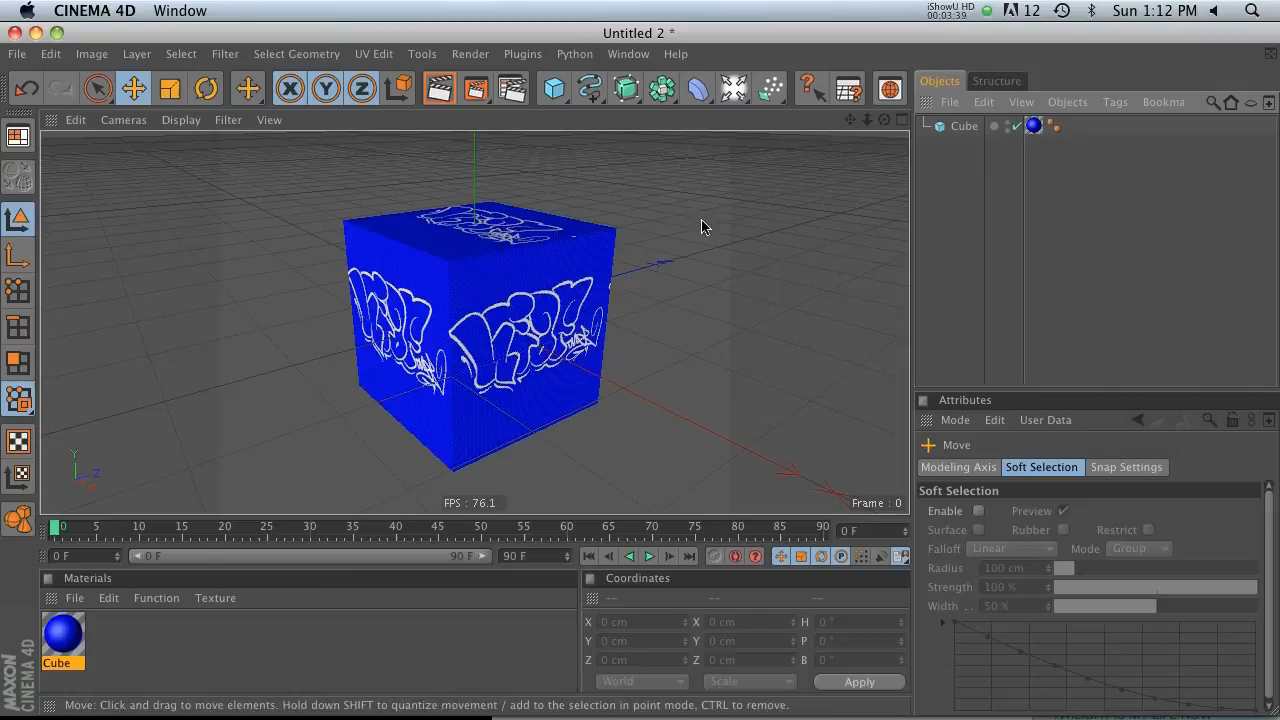 CINEMA 4D Window
iShowU HD
00:03:39
12
Sun 1:12 PM
Untitled 2 *
File Edit Image Layer Select Filter Select Geometry UV Edit Tools Render Plugins Python Window Help
Objects Structure
File Edit View Objects Tags Bookma
Edit Cameras Display Filter View
Cube
X Y Z
Y
Z
FPS : 76.1
Frame : 0
Attributes
Mode Edit User Data
Move
Modeling Axis Soft Selection Snap Settings
Soft Selection
Enable Preview
Surface Rubber Restrict
Falloff Linear Mode Group
Radius 100 cm
Strength 100 %
Width . . 50 %
0 5 10 15 20 25 30 35 40 45 50 55 60 65 70 75 80 85 90 0 F
0 F 0 F 90 F 90 F
Materials
File Edit Function Texture
Cube
Coordinates
-- -- --
X 0 cm X 0 cm H 0 °
Y 0 cm Y 0 cm P 0 °
Z 0 cm Z 0 cm B 0 °
World Scale Apply
MAXON
CINEMA 4D
Move: Click and drag to move elements. Hold down SHIFT to quantize movement / add to the selection in point mode, CTRL to remove.